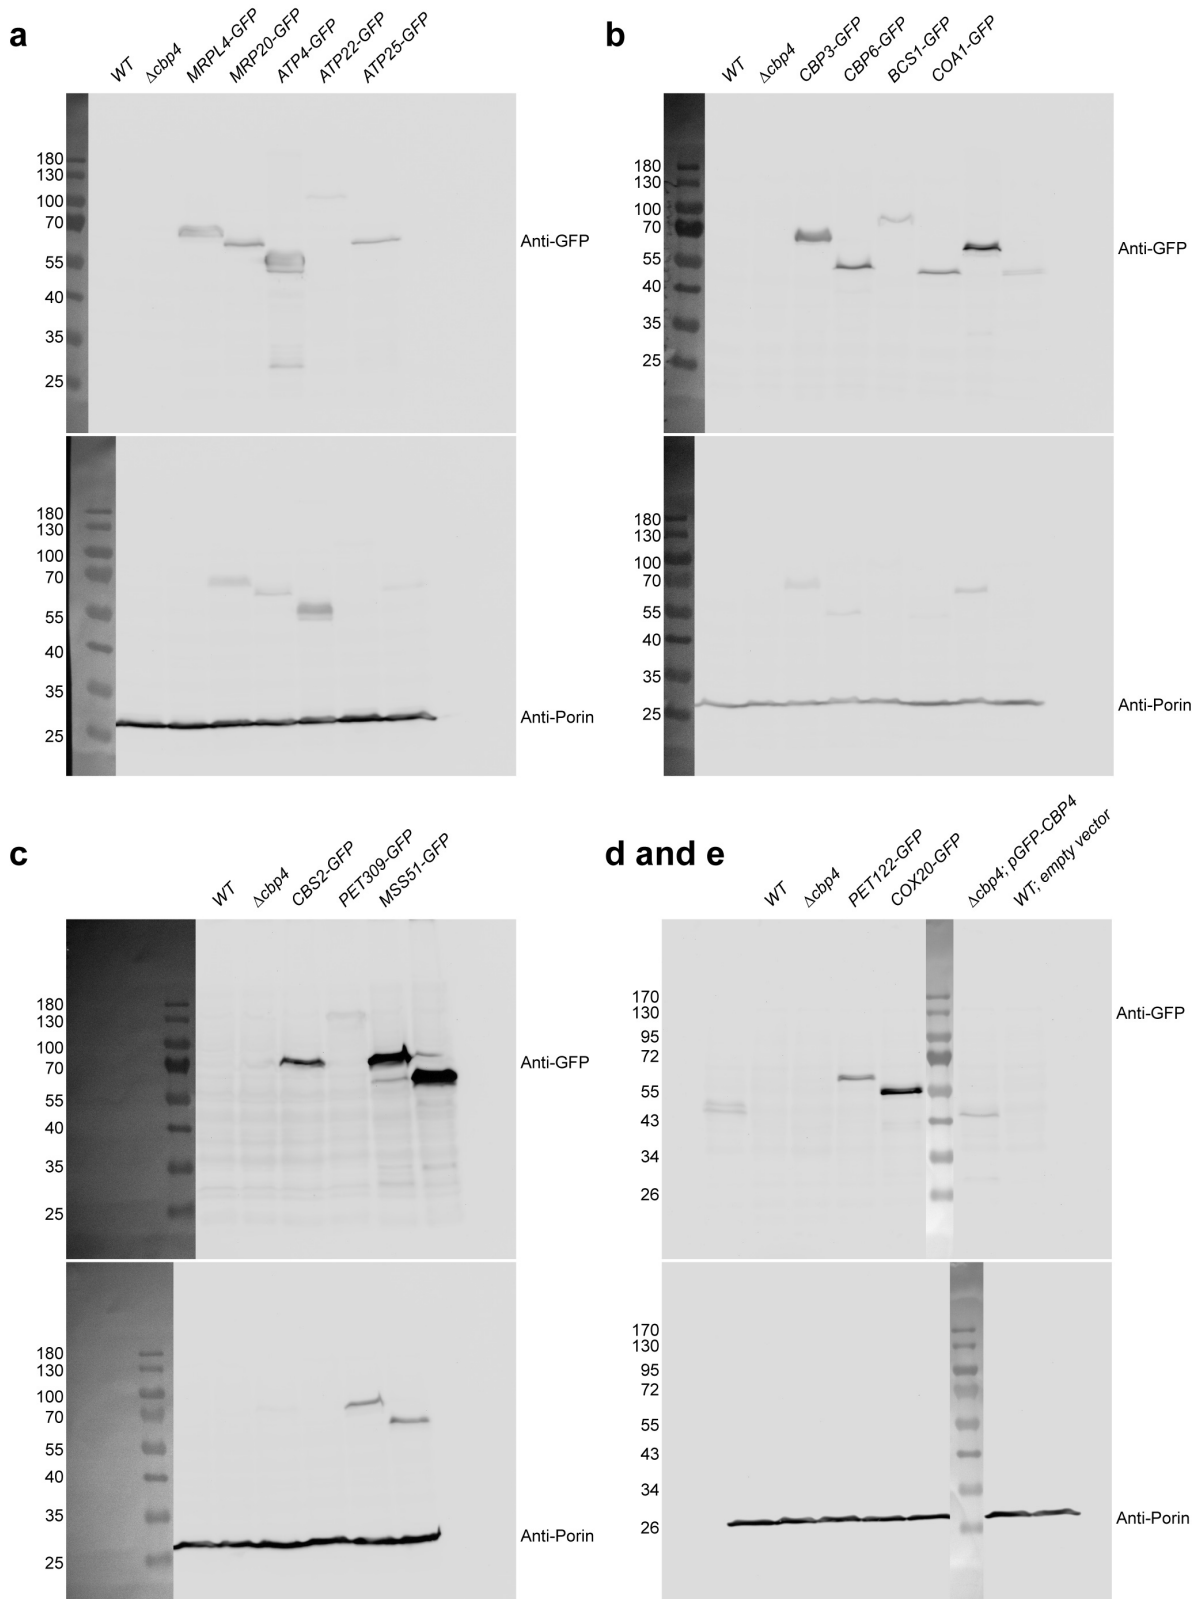 a
WT
Δcbp4
MRPL4-GFP
MRP20-GFP
ATP4-GFP
ATP22-GFP
ATP25-GFP
180
130
100
70
55
40
35
25
Anti-GFP
180
130
100
70
55
40
35
25
Anti-Porin
b
WT
Δcbp4
CBP3-GFP
CBP6-GFP
BCS1-GFP
COA1-GFP
180
130
100
70
55
40
35
25
Anti-GFP
180
130
100
70
55
40
35
25
Anti-Porin
c
WT
Δcbp4
CBS2-GFP
PET309-GFP
MSS51-GFP
180
130
100
70
55
40
35
25
Anti-GFP
180
130
100
70
55
40
35
25
Anti-Porin
d and e
WT
Δcbp4
PET122-GFP
COX20-GFP
Δcbp4; pGFP-CBP4
WT; empty vector
170
130
95
72
55
43
34
26
Anti-GFP
170
130
95
72
55
43
34
26
Anti-Porin